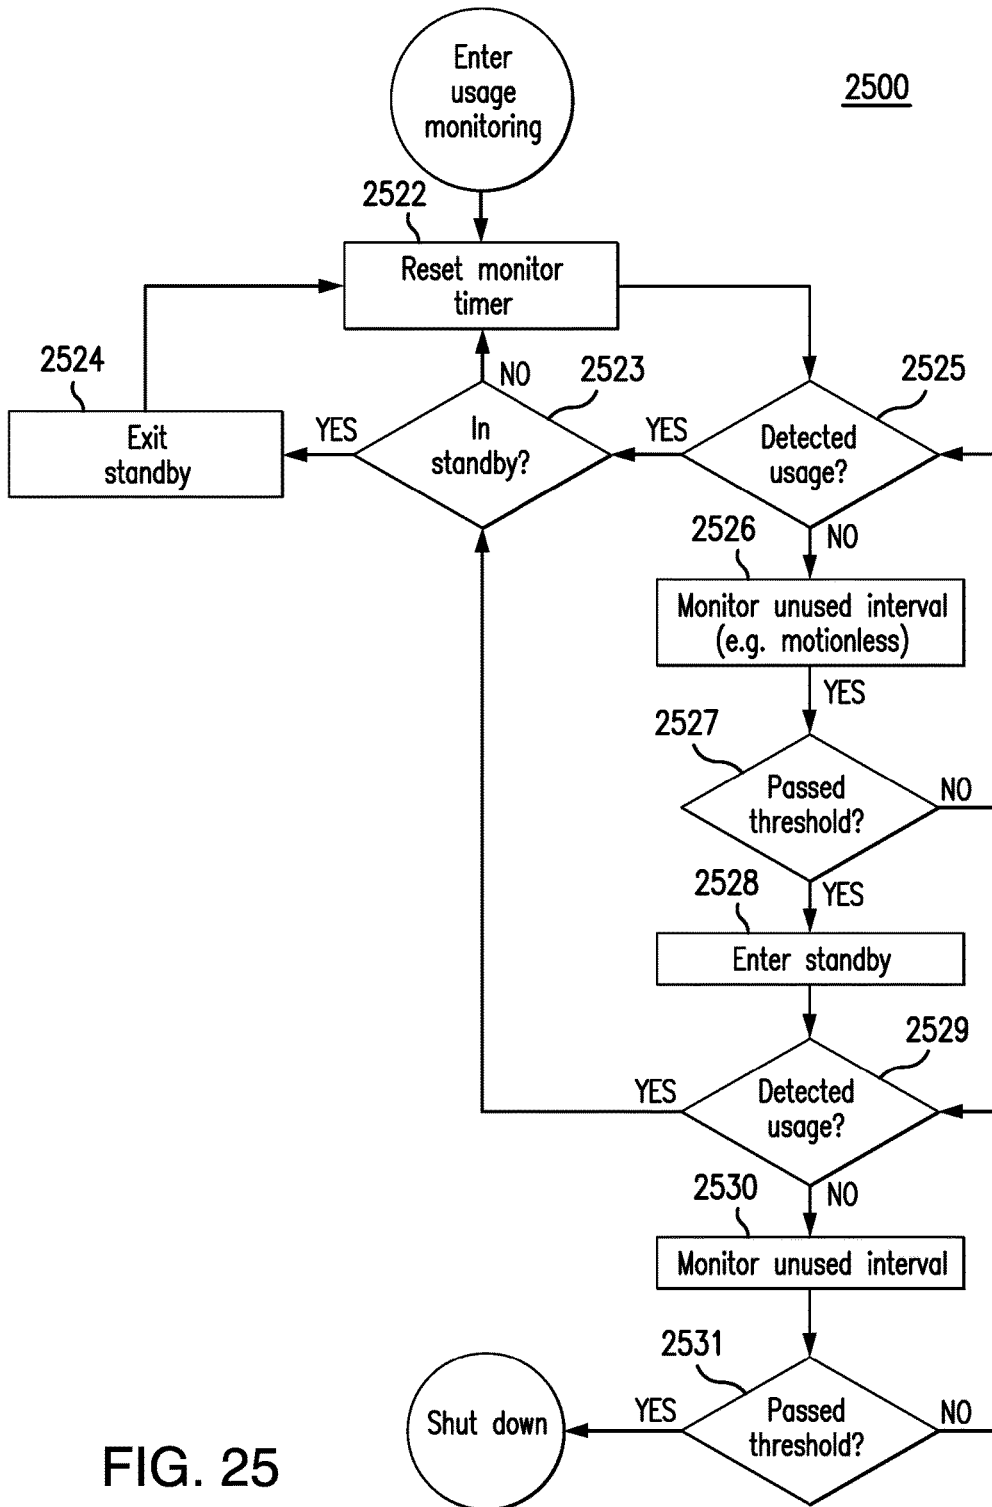 Enter
usage
monitoring
2500
2522
Reset monitor
timer
2524
Exit
standby
YES
NO
2523
In
standby?
YES
2525
Detected
usage?
NO
2526
Monitor unused interval
(e.g. motionless)
YES
2527
Passed
threshold?
NO
YES
2528
Enter standby
2529
YES
Detected
usage?
NO
2530
Monitor unused interval
2531
Shut down
YES
Passed
threshold?
NO
FIG. 25